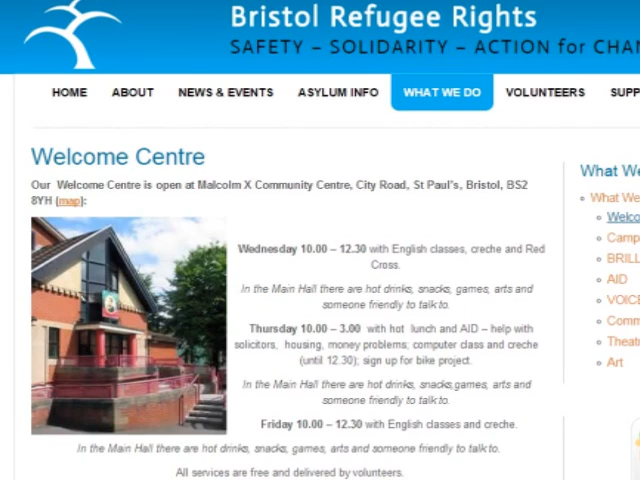 Bristol Refugee Rights
SAFETY – SOLIDARITY – ACTION for CHAN
HOME ABOUT NEWS & EVENTS ASYLUM INFO WHAT WE DO VOLUNTEERS SUPP
Welcome Centre
Our Welcome Centre is open at Malcolm X Community Centre, City Road, St Paul's, Bristol, BS2
8YH (map):
Wednesday 10.00 – 12.30 with English classes, creche and Red
Cross.
In the Main Hall there are hot drinks, snacks, games, arts and
someone friendly to talk to.
Thursday 10.00 – 3.00 with hot lunch and AID – help with
solicitors, housing, money problems; computer class and creche
(until 12.30); sign up for bike project.
In the Main Hall there are hot drinks, snacks,games, arts and
someone friendly to talk to.
Friday 10.00 – 12.30 with English classes and creche.
In the Main Hall there are hot drinks, snacks, games, arts and someone friendly to talk to.
All services are free and delivered by volunteers.
What We
What We
Welco
Camp
BRILL
AID
VOICE
Comm
Theatr
Art